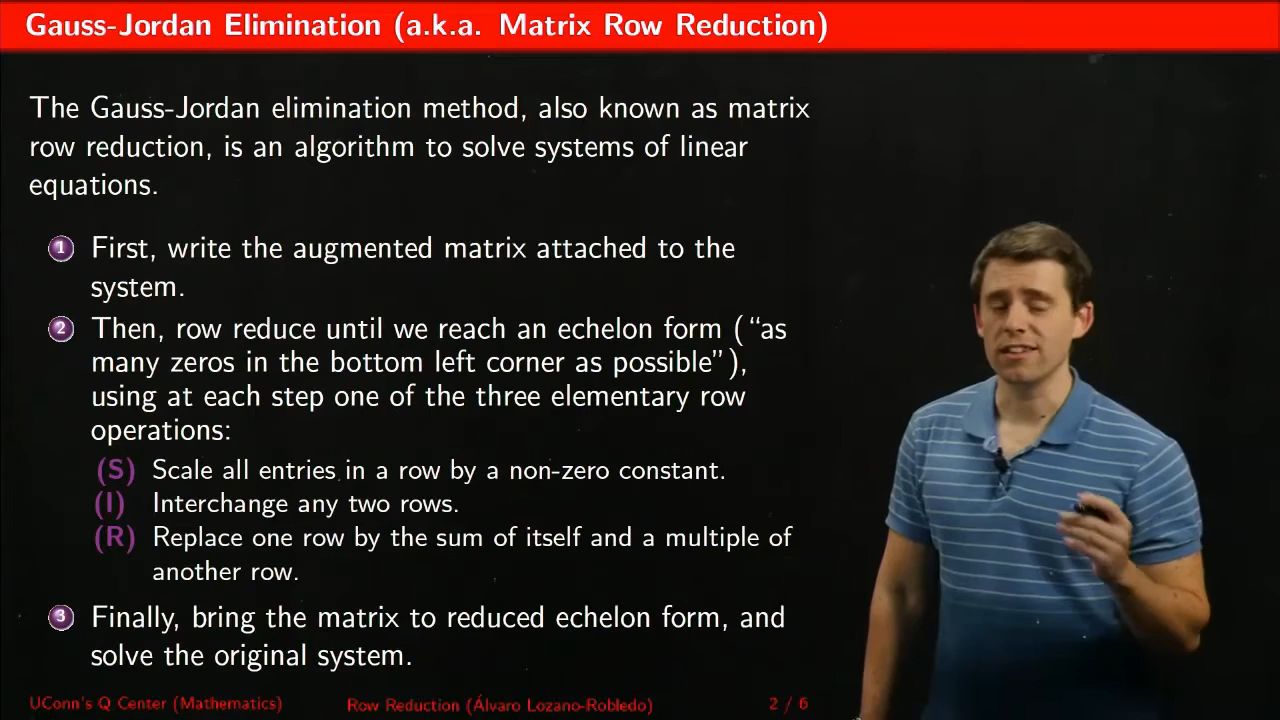 Gauss-Jordan Elimination (a.k.a. Matrix Row Reduction)
The Gauss-Jordan elimination method, also known as matrix
row reduction, is an algorithm to solve systems of linear
equations.
1 First, write the augmented matrix attached to the
system.
2 Then, row reduce until we reach an echelon form (“as
many zeros in the bottom left corner as possible”),
using at each step one of the three elementary row
operations:
(S) Scale all entries in a row by a non-zero constant.
(I) Interchange any two rows.
(R) Replace one row by the sum of itself and a multiple of
another row.
3 Finally, bring the matrix to reduced echelon form, and
solve the original system.
UConn's Q Center (Mathematics) Row Reduction (Álvaro Lozano-Robledo) 2 / 6